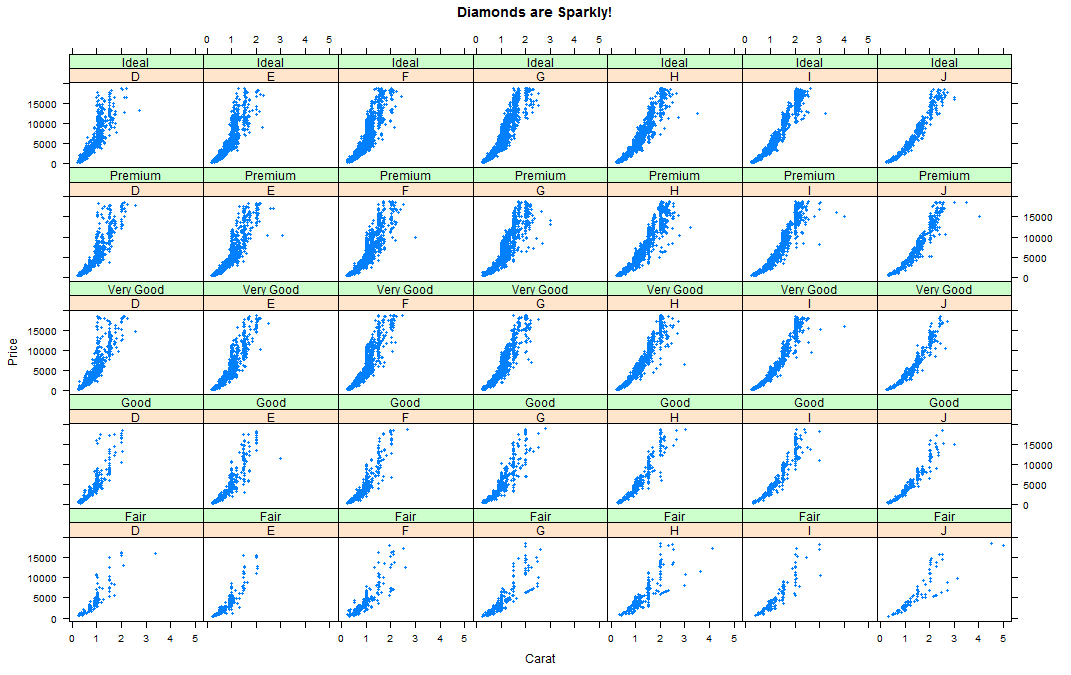 Diamonds are Sparkly!
0 1 2 3 4 5 0 1 2 3 4 5 0 1 2 3 4 5
Ideal Ideal Ideal Ideal Ideal Ideal Ideal
D E F G H I J
15000
10000
5000
0
Premium Premium Premium Premium Premium Premium Premium
D E F G H I J
15000
10000
5000
0
Very Good Very Good Very Good Very Good Very Good Very Good Very Good
D E F G H I J
15000
10000
5000
0
Price
Good Good Good Good Good Good Good
D E F G H I J
15000
10000
5000
0
Fair Fair Fair Fair Fair Fair Fair
D E F G H I J
15000
10000
5000
0
0 1 2 3 4 5 0 1 2 3 4 5 0 1 2 3 4 5 0 1 2 3 4 5
Carat